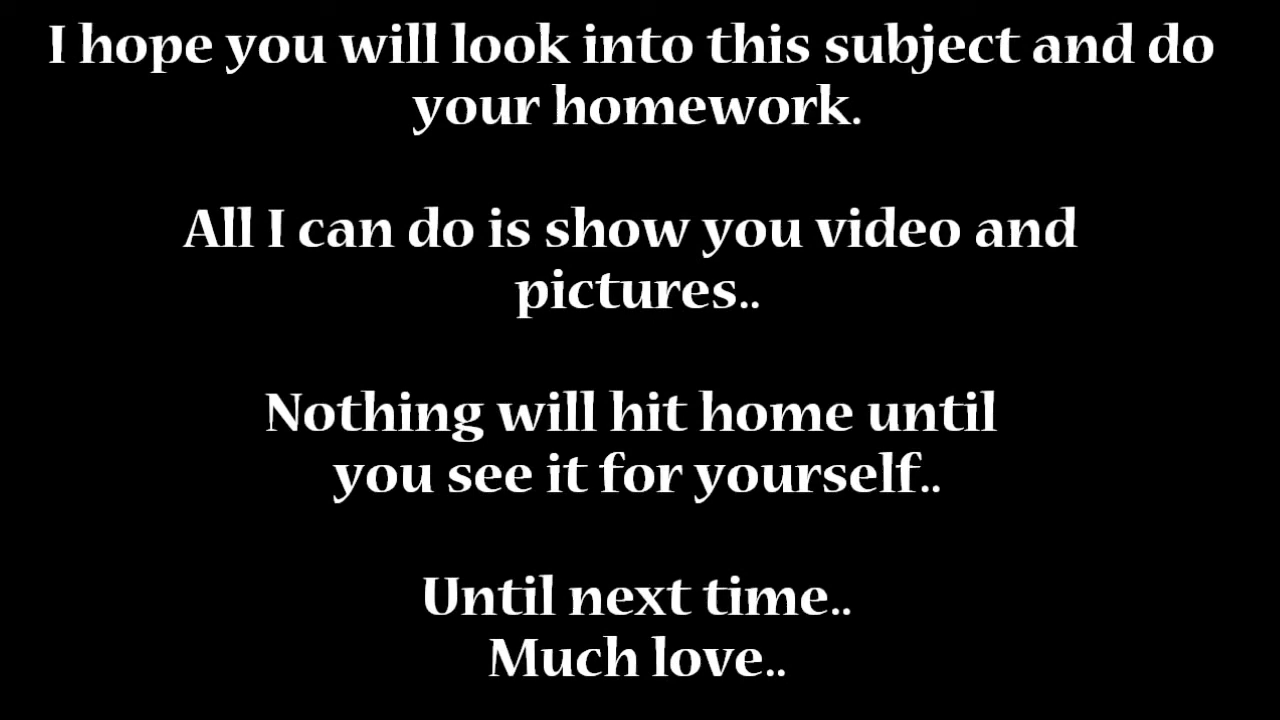 I hope you will look into this subject and do
your homework.
All I can do is show you video and
pictures..
Nothing will hit home until
you see it for yourself..
Until next time..
Much love..